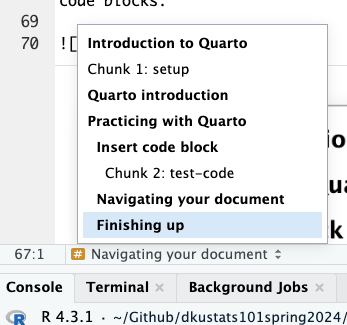 code blocks.
69
70 ![
Introduction to Quarto
Chunk 1: setup
Quarto introduction
Practicing with Quarto
Insert code block
Chunk 2: test-code
Navigating your document
Finishing up
67:1 # Navigating your document
Console Terminal Background Jobs
R R 4.3.1 · ~/Github/dkustats101spring2024/